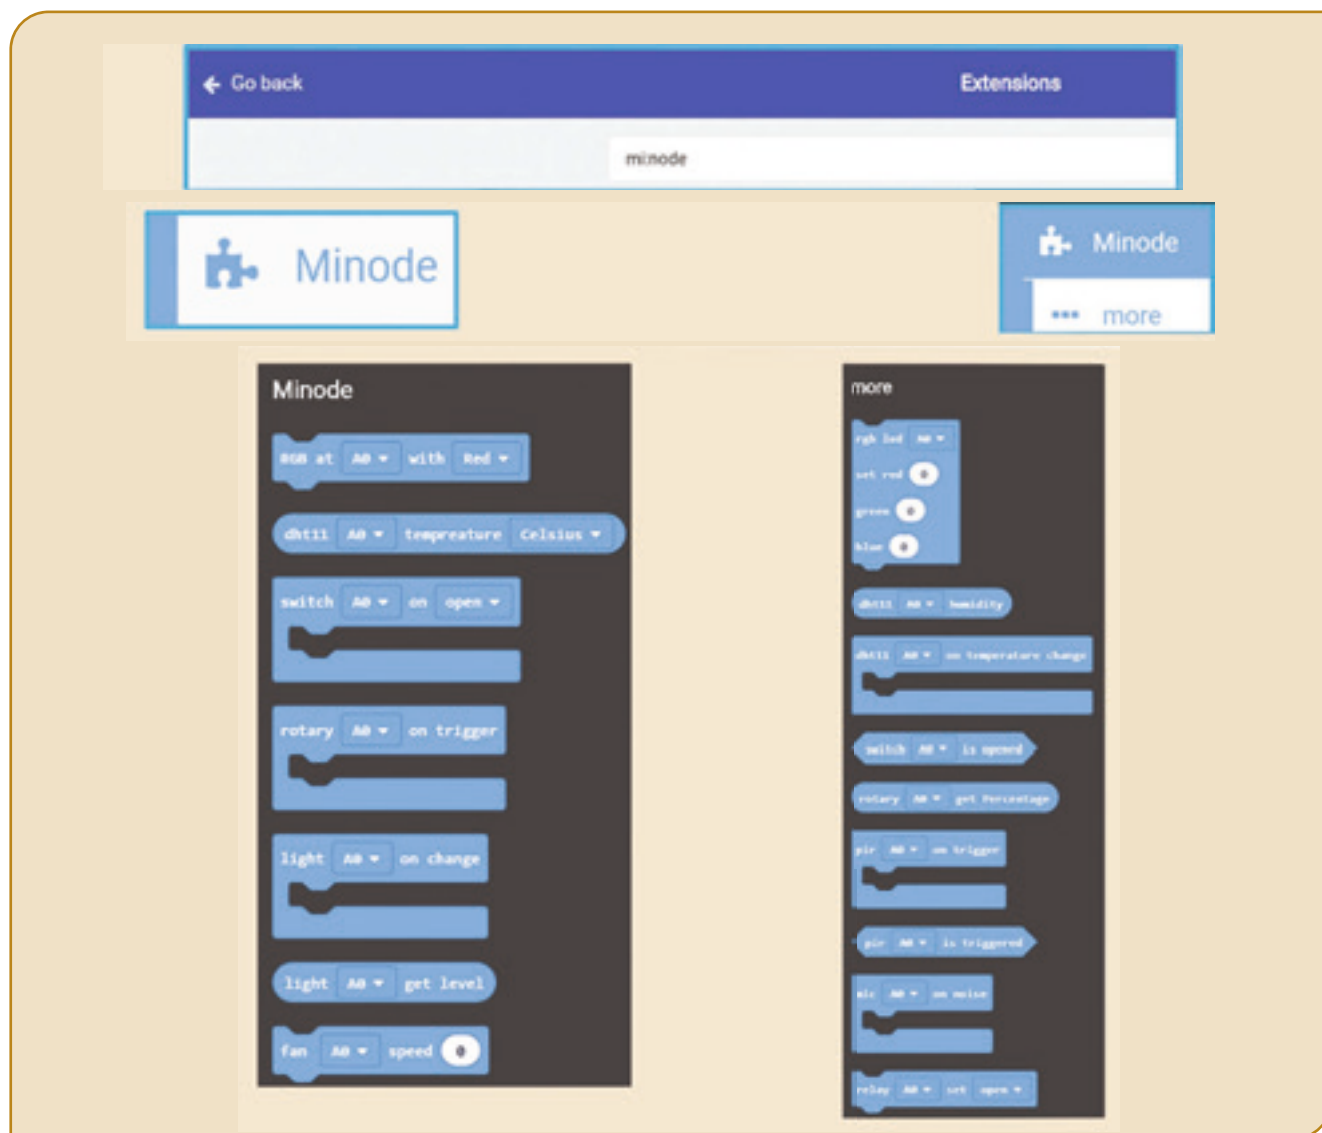 Go back
Extensions
mi:node
Minode
Minode
more
Minode
RGB at A0 with Red
dht11 A0 tempreature Celsius
switch A0 on open
rotary A0 on trigger
light A0 on change
light A0 get level
fan A0 speed 0
more
rgb led A0
set red 0
green 0
blue 0
dht11 A0 humidity
dht11 A0 on temperature change
switch A0 is opened
rotary A0 get Percentage
pir A0 on trigger
pir A0 is triggered
mic A0 on noise
relay A0 set open